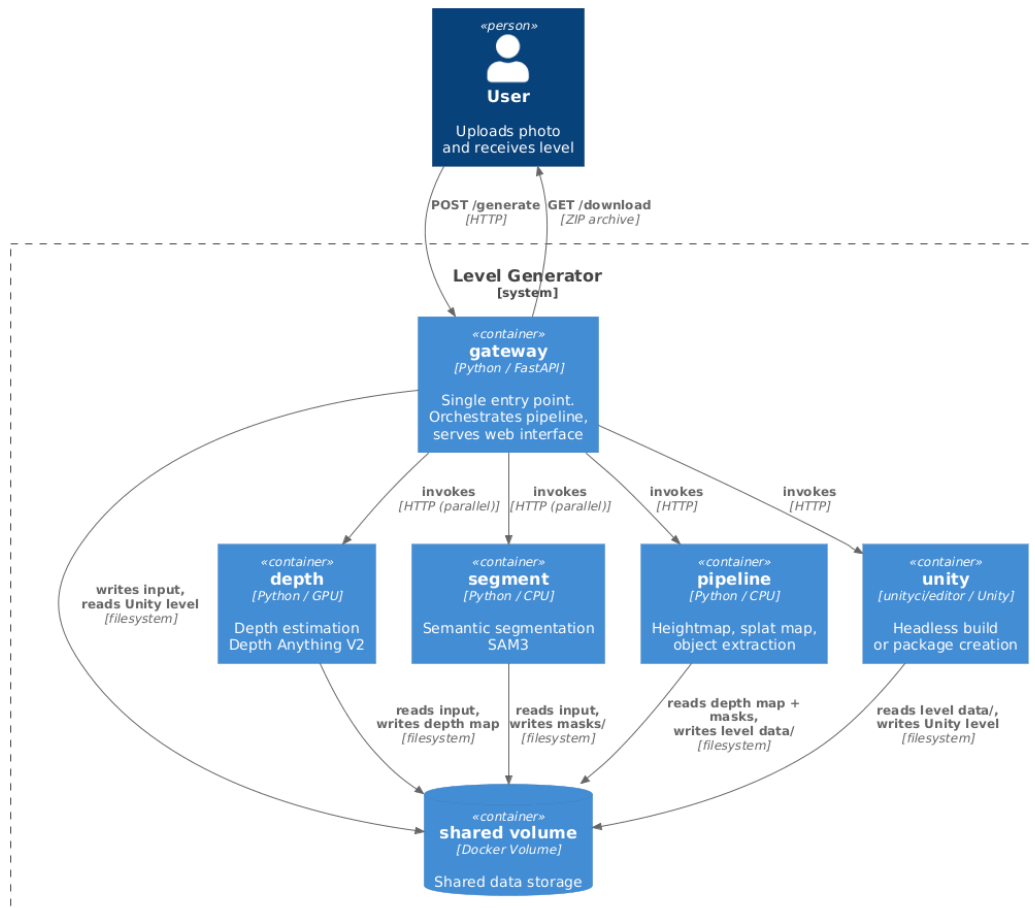 «person»
User
Uploads photo
and receives level
POST /generate
[HTTP]
GET /download
[ZIP archive]
Level Generator
[system]
«container»
gateway
[Python / FastAPI]
Single entry point.
Orchestrates pipeline,
serves web interface
invokes
[HTTP (parallel)]
invokes
[HTTP (parallel)]
invokes
[HTTP]
invokes
[HTTP]
writes input,
reads Unity level
[filesystem]
«container»
depth
[Python / GPU]
Depth estimation
Depth Anything V2
«container»
segment
[Python / CPU]
Semantic segmentation
SAM3
«container»
pipeline
[Python / CPU]
Heightmap, splat map,
object extraction
«container»
unity
[unityci/editor / Unity]
Headless build
or package creation
reads input,
writes depth map
[filesystem]
reads input,
writes masks/
[filesystem]
reads depth map +
masks,
writes level data/
[filesystem]
reads level data/,
writes Unity level
[filesystem]
«container»
shared volume
[Docker Volume]
Shared data storage